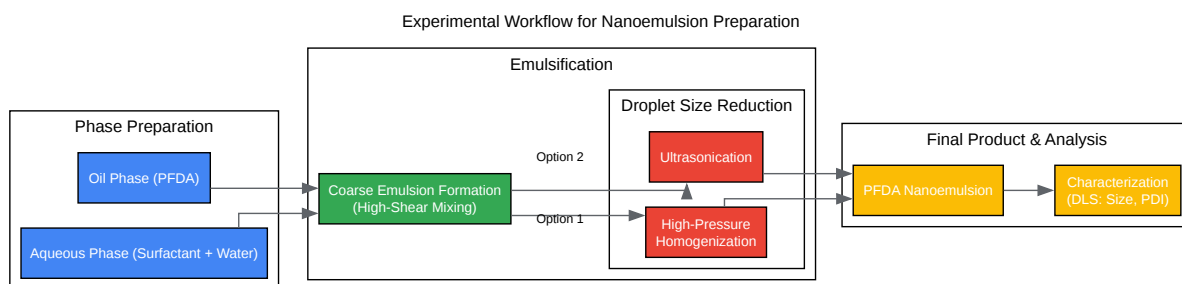 Experimental Workflow for Nanoemulsion Preparation
Phase Preparation
Oil Phase (PFDA)
Aqueous Phase (Surfactant + Water)
Emulsification
Coarse Emulsion Formation
(High-Shear Mixing)
Option 2
Option 1
Droplet Size Reduction
Ultrasonication
High-Pressure
Homogenization
Final Product & Analysis
PFDA Nanoemulsion
Characterization
(DLS: Size, PDI)